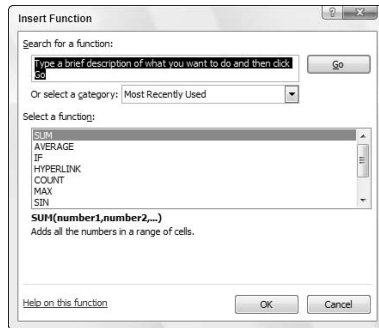 Insert Function
Search for a function:
Type a brief description of what you want to do and then click
Go
Go
Or select a category: Most Recently Used
Select a function:
SUM
AVERAGE
IF
HYPERLINK
COUNT
MAX
SIN
SUM(number1,number2,...)
Adds all the numbers in a range of cells.
Help on this function
OK
Cancel